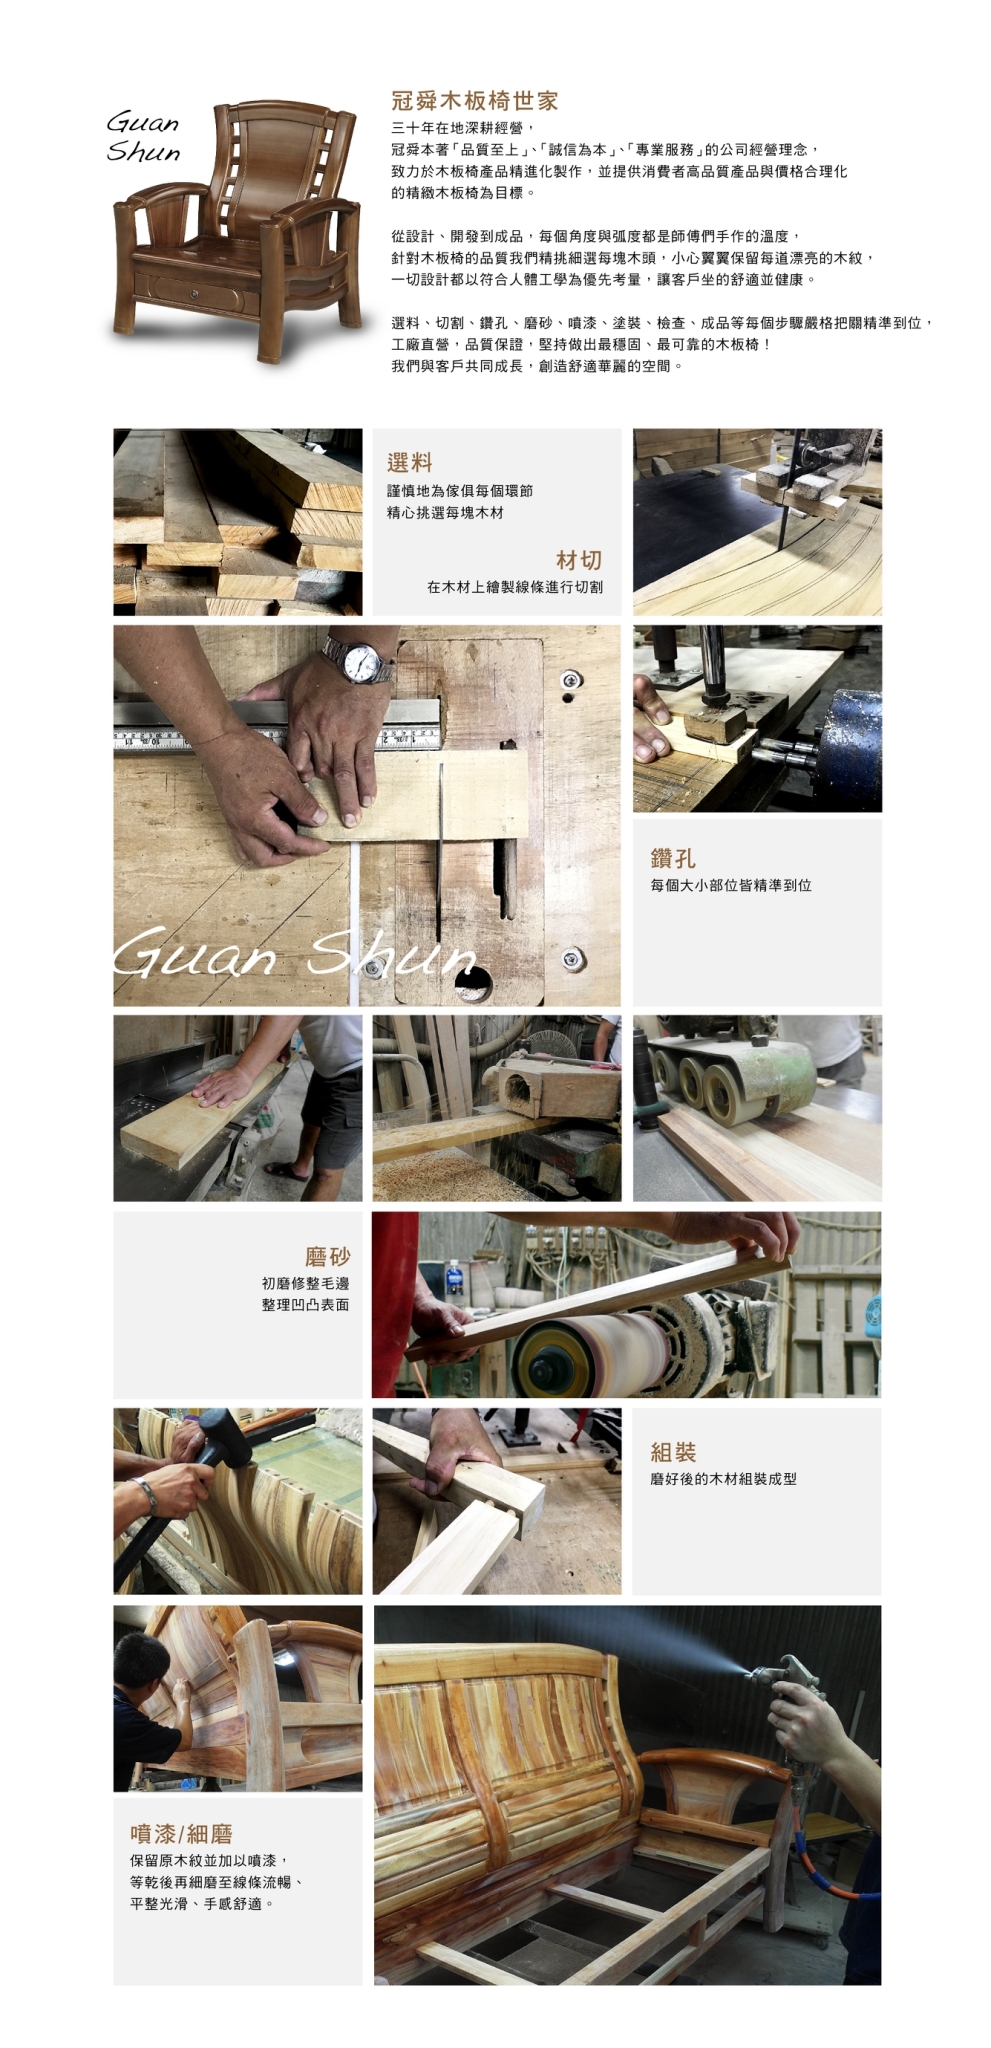 Guan
Shun
冠舜木板椅世家
三十年在地深耕經營，
冠舜本著「品質至上」、「誠信為本」、「專業服務」的公司經營理念，
致力於木板椅產品精進化製作，並提供消費者高品質產品與價格合理化
的精緻木板椅為目標。
從設計、開發到成品，每個角度與弧度都是師傅們手作的溫度，
針對木板椅的品質我們精挑細選每塊木頭，小心翼翼保留每道漂亮的木紋，
一切設計都以符合人體工學為優先考量，讓客戶坐的舒適並健康。
選料、切割、鑽孔、磨砂、噴漆、塗裝、檢查、成品等每個步驟嚴格把關精準到位，
工廠直營，品質保證，堅持做出最穩固、最可靠的木板椅！
我們與客戶共同成長，創造舒適華麗的空間。
選料
謹慎地為傢俱每個環節
精心挑選每塊木材
材切
在木材上繪製線條進行切割
Guan Shun
鑽孔
每個大小部位皆精準到位
磨砂
初磨修整毛邊
整理凹凸表面
組裝
磨好後的木材組裝成型
噴漆/細磨
保留原木紋並加以噴漆，
等乾後再細磨至線條流暢、
平整光滑、手感舒適。